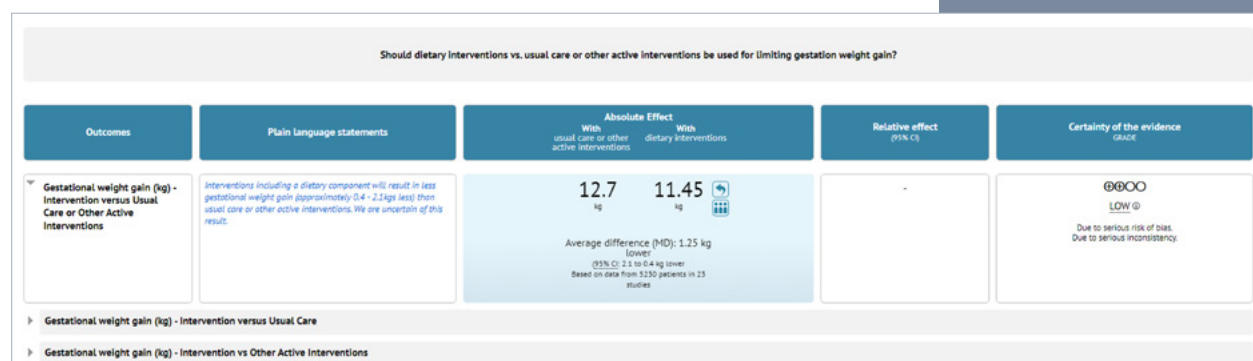 Should dietary interventions vs. usual care or other active interventions be used for limiting gestation weight gain?
Outcomes
Plain language statements
Absolute Effect
With
usual care or other
active interventions
With
dietary interventions
Relative effect
(95% CI)
Certainty of the evidence
GRADE
Gestational weight gain (kg) -
Intervention versus Usual
Care or Other Active
Interventions
Interventions including a dietary component will result in less
gestational weight gain (approximately 0.4 - 2.1kgs less) than
usual care or other active interventions. We are uncertain of this
result.
12.7
kg
11.45
kg
Average difference (MD): 1.25 kg
lower
(95% CI: 2.1 to 0.4 kg lower
Based on data from 5230 patients in 23
studies
-
LOW
Due to serious risk of bias.
Due to serious inconsistency.
Gestational weight gain (kg) - Intervention versus Usual Care
Gestational weight gain (kg) - Intervention vs Other Active Interventions